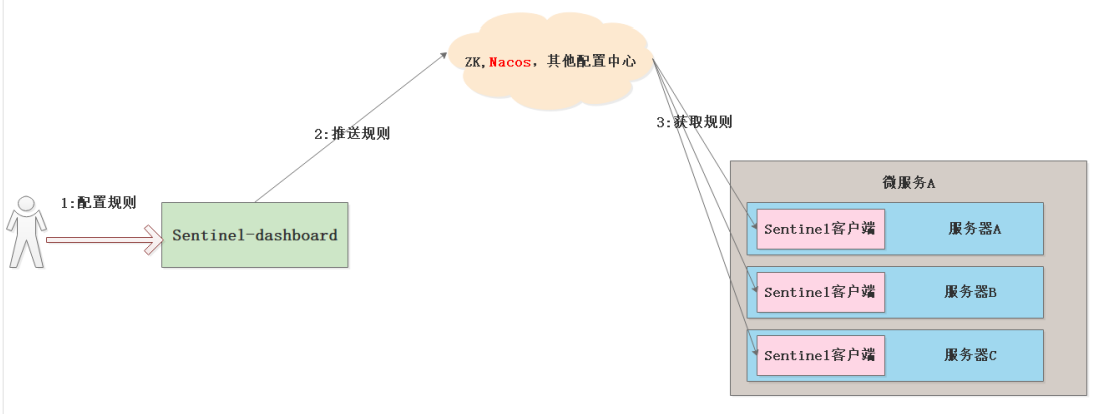 ZK,Nacos，其他配置中心
2:推送规则
3:获取规则
1:配置规则
Sentinel-dashboard
微服务A
Sentinel客户端
服务器A
Sentinel客户端
服务器B
Sentinel客户端
服务器C